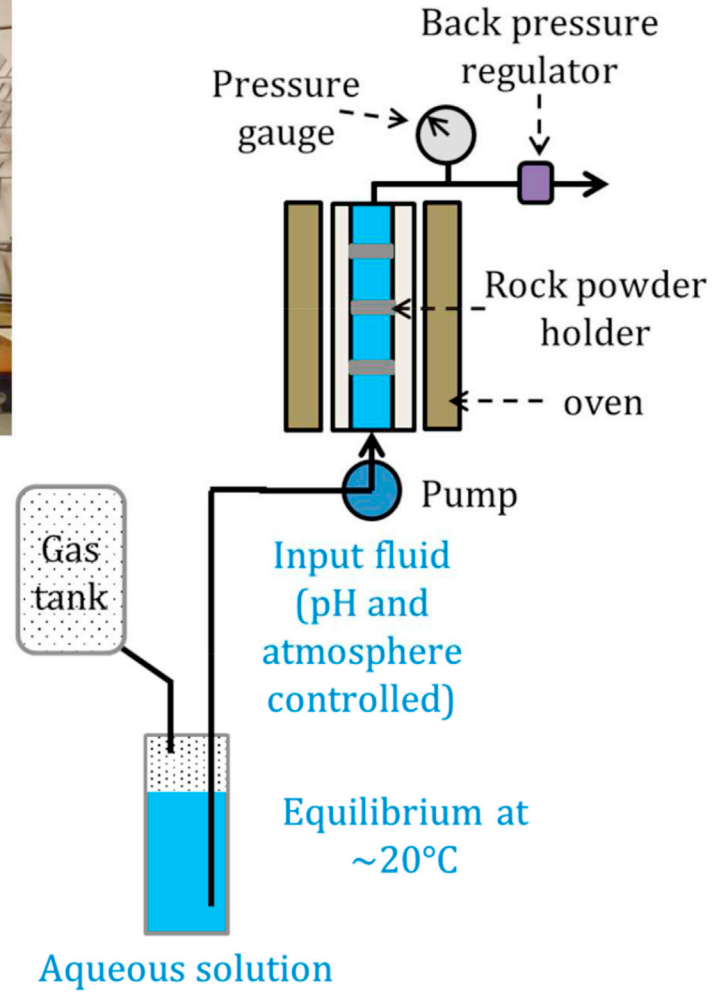 Back pressure
regulator
Pressure
gauge
Rock powder
holder
oven
Pump
Gas
tank
Input fluid
(pH and
atmosphere
controlled)
Equilibrium at
~20°C
Aqueous solution